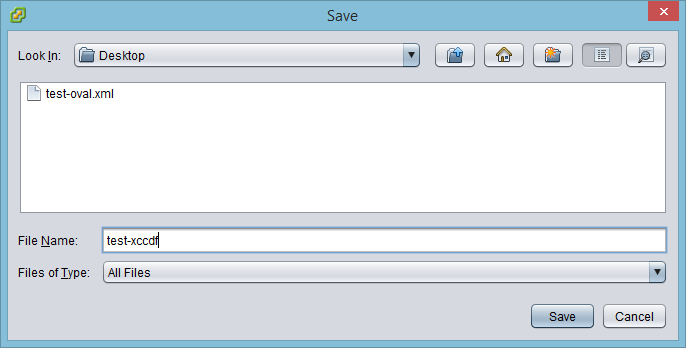 Save
Look In: Desktop
test-oval.xml
File Name: test-xccdf
Files of Type: All Files
Save Cancel